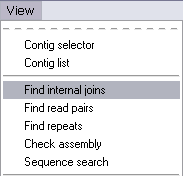 View
Contig selector
Contig list
Find internal joins
Find read pairs
Find repeats
Check assembly
Sequence search